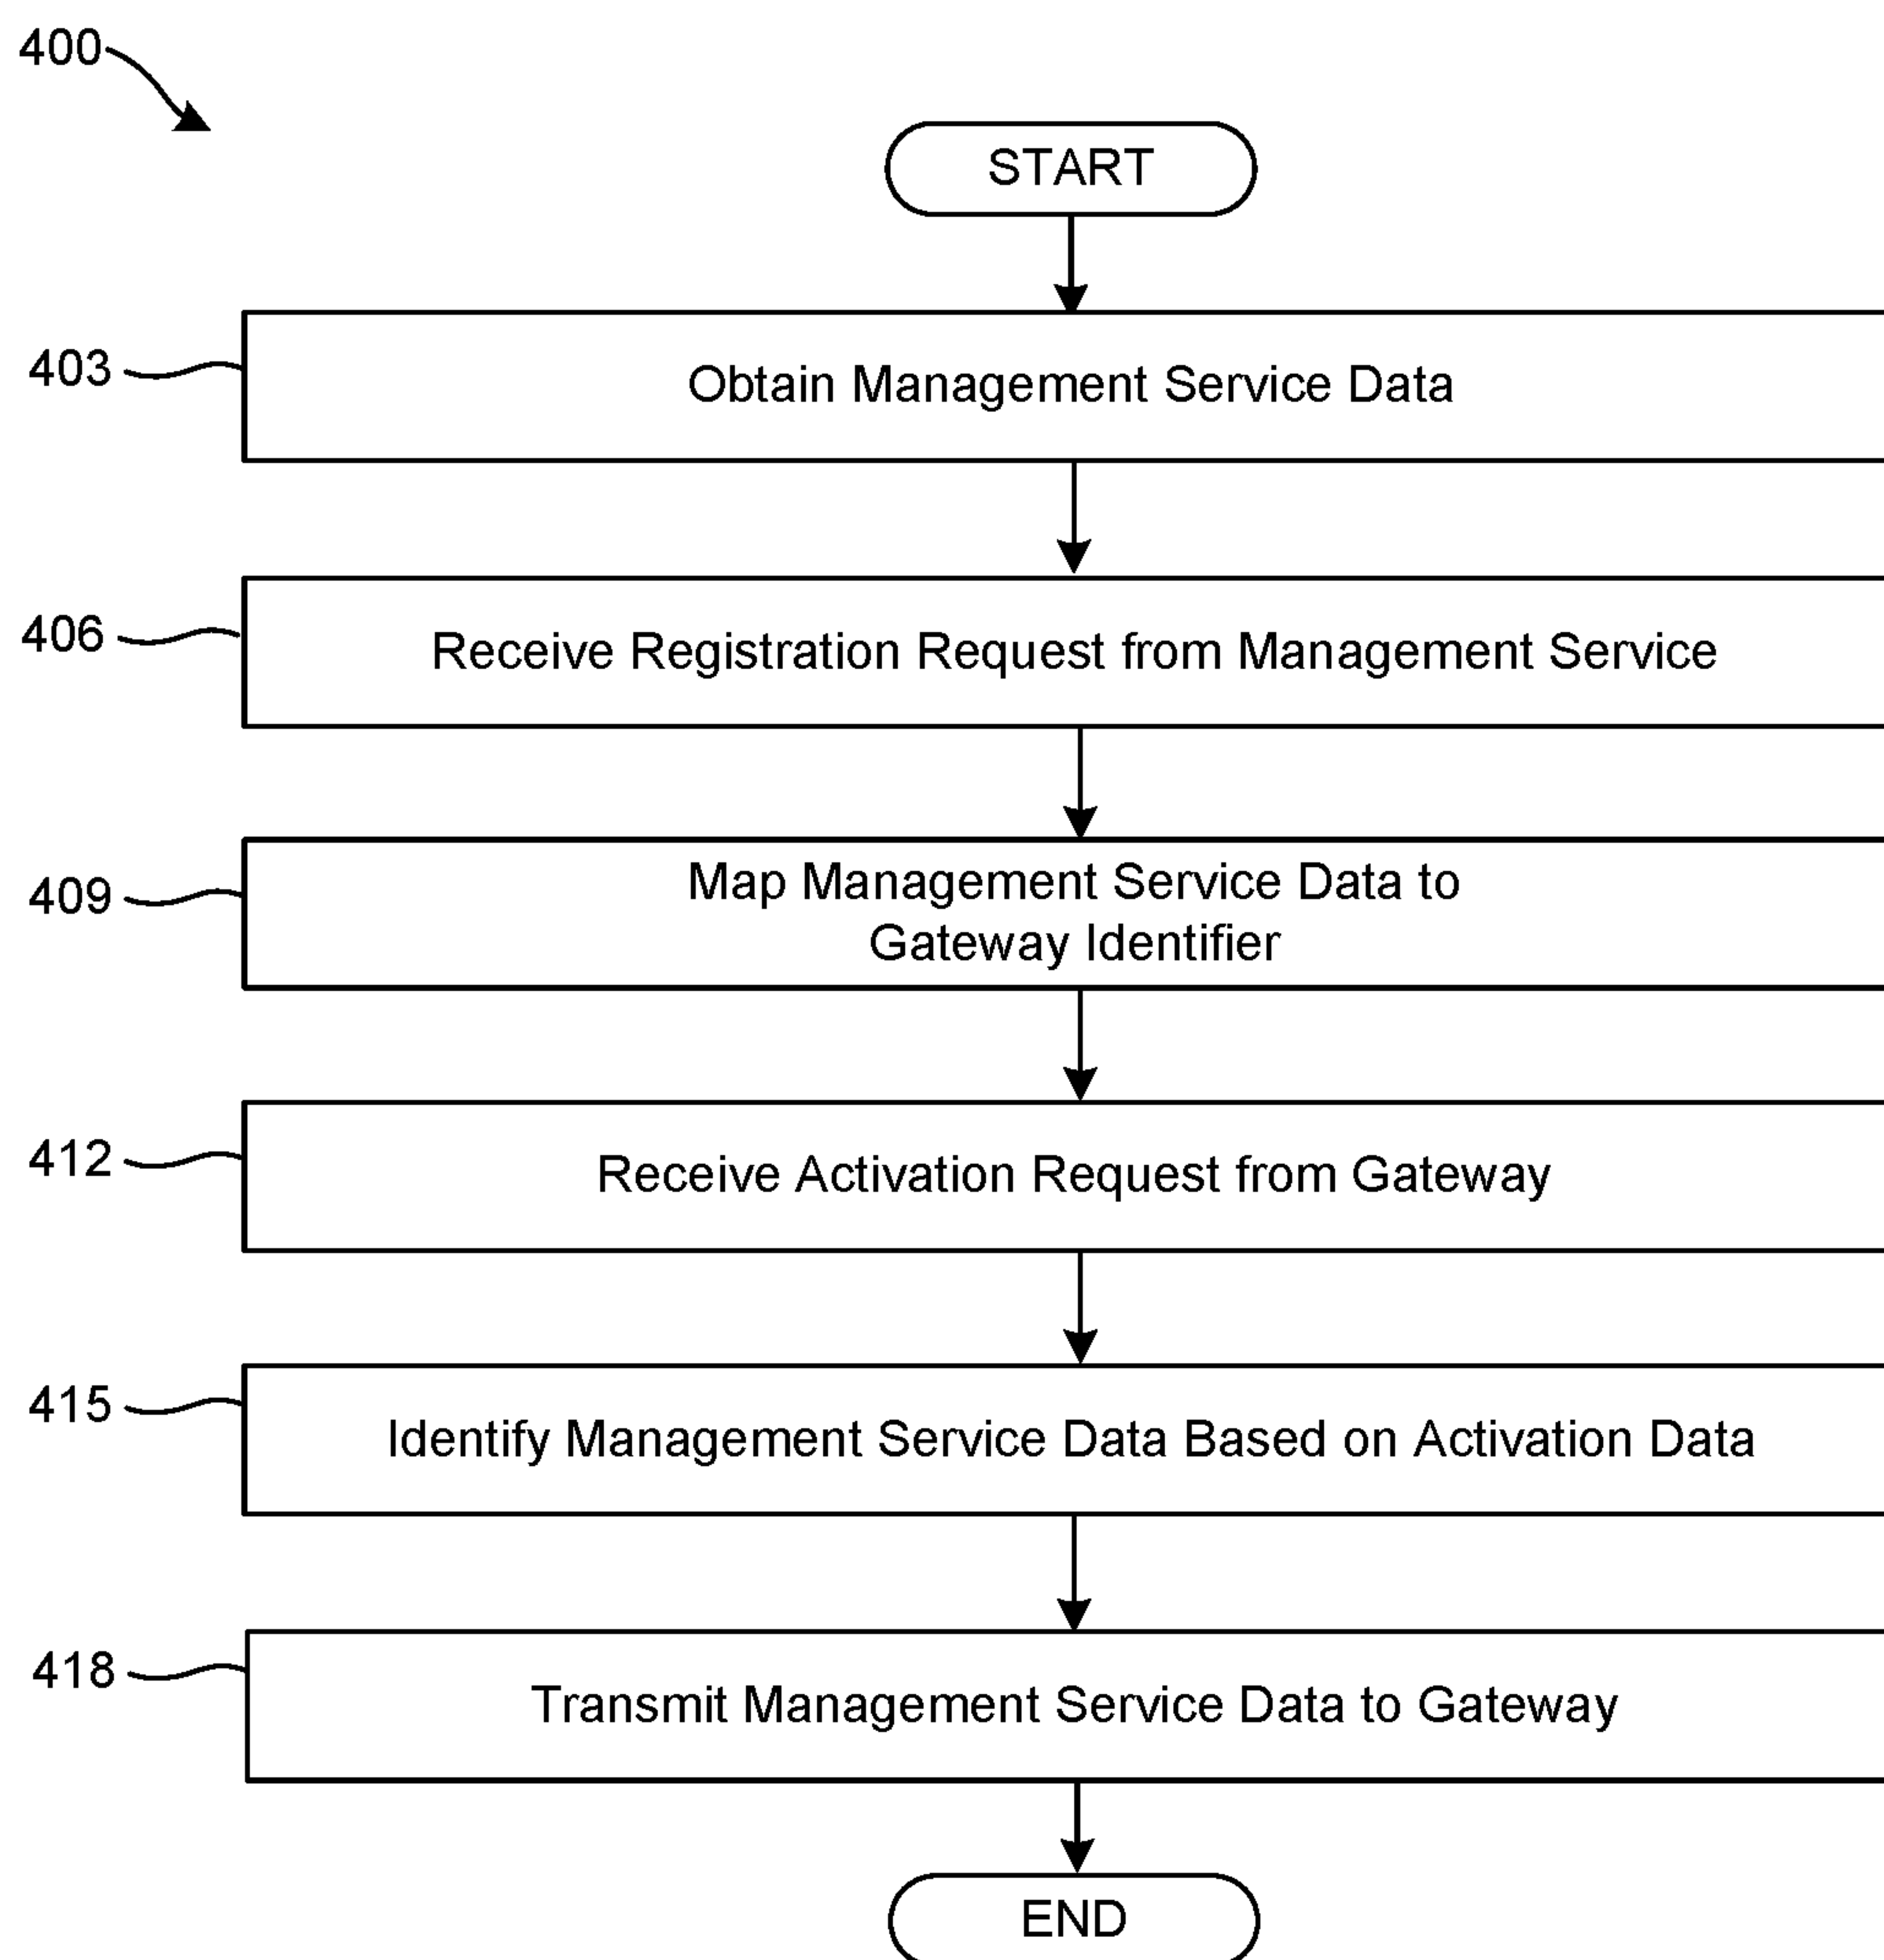 400
START
403
Obtain Management Service Data
406
Receive Registration Request from Management Service
409
Map Management Service Data to
Gateway Identifier
412
Receive Activation Request from Gateway
415
Identify Management Service Data Based on Activation Data
418
Transmit Management Service Data to Gateway
END